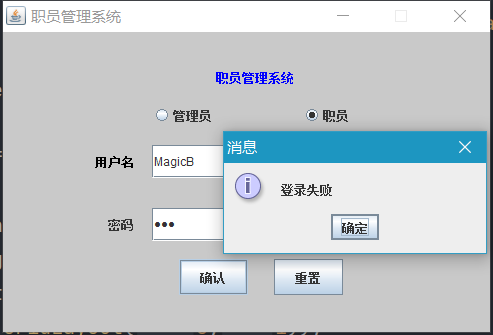 职员管理系统
职员管理系统
管理员 职员
消息
用户名 MagicB
登录失败
密码 •••
确定
确认 重置